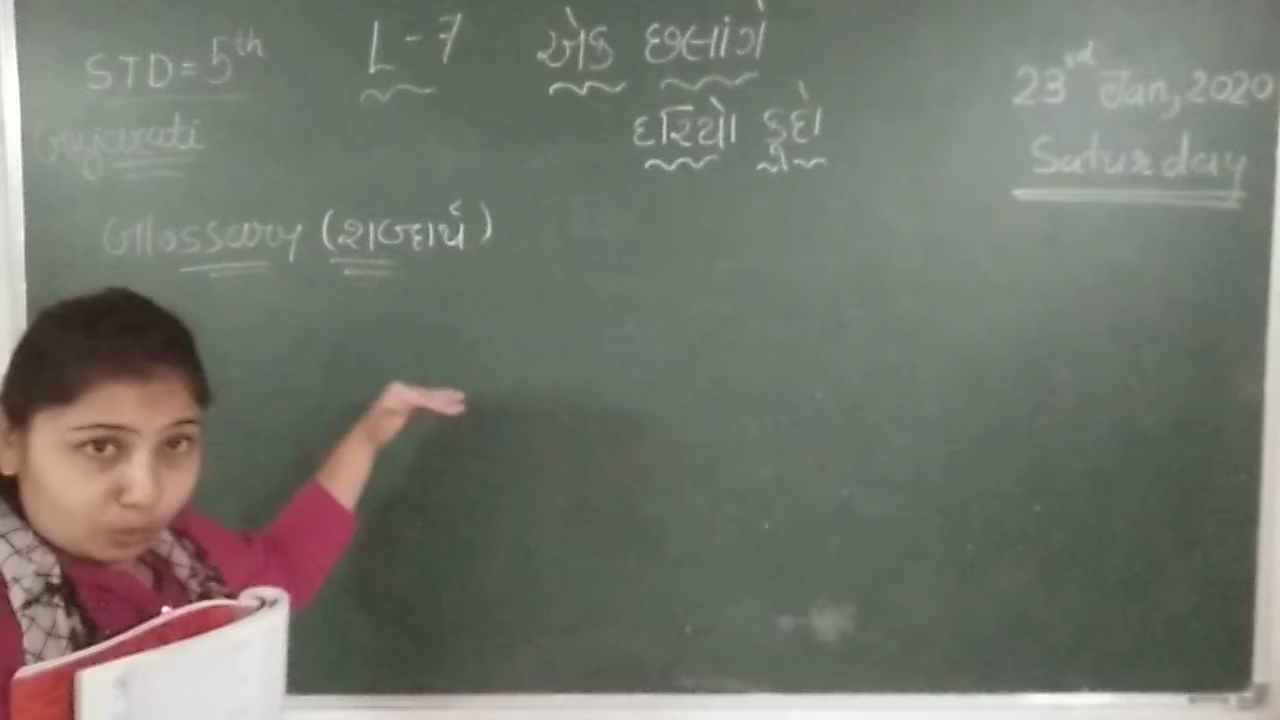 STD = 5th
L - 7
એક છલાંગે
દરિયો કૂદો
23rd Jan, 2020
Saturday
Gujarati
Glossary (શબ્દાર્થ)